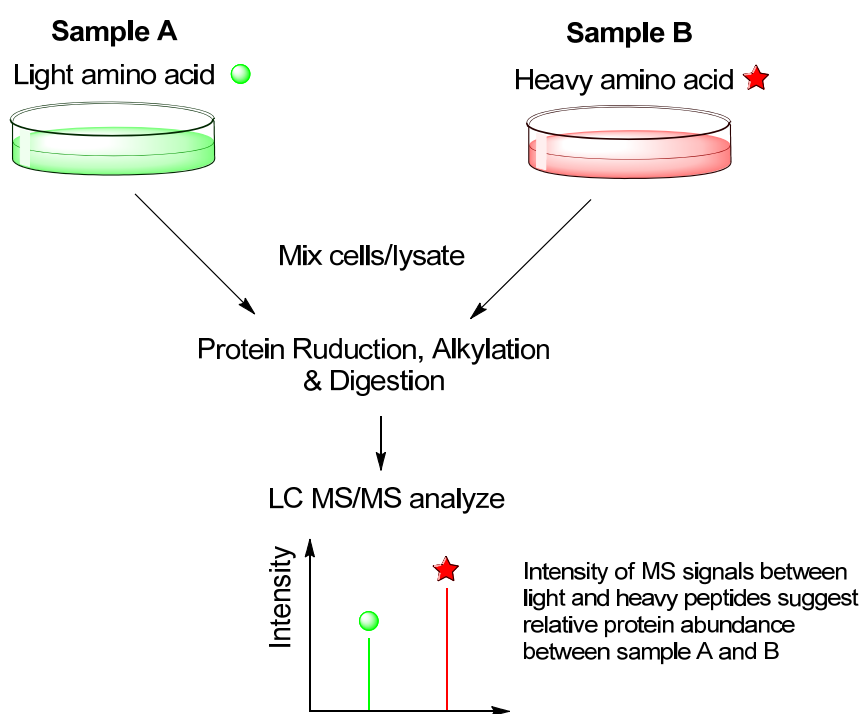 Sample A
Sample B
Light amino acid
Heavy amino acid
Mix cells/lysate
Protein Ruduction, Alkylation
& Digestion
LC MS/MS analyze
Intensity
Intensity of MS signals between
light and heavy peptides suggest
relative protein abundance
between sample A and B